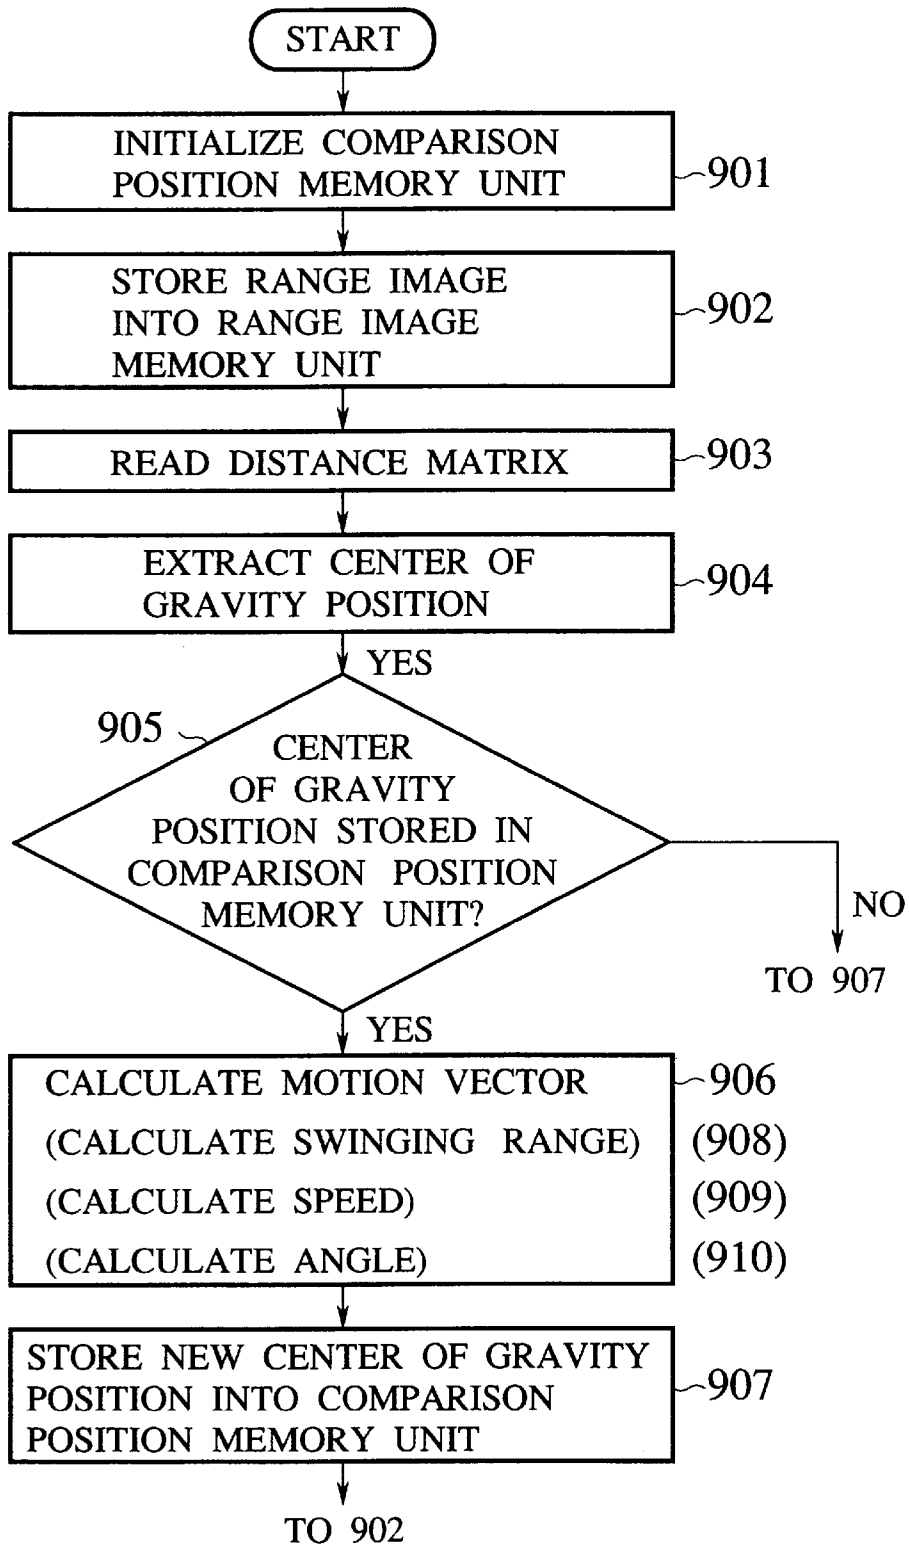 START
INITIALIZE COMPARISON
POSITION MEMORY UNIT
901
STORE RANGE IMAGE
INTO RANGE IMAGE
MEMORY UNIT
902
READ DISTANCE MATRIX
903
EXTRACT CENTER OF
GRAVITY POSITION
904
YES
905
CENTER
OF GRAVITY
POSITION STORED IN
COMPARISON POSITION
MEMORY UNIT?
NO
TO 907
YES
CALCULATE MOTION VECTOR
906
(CALCULATE SWINGING RANGE)
(908)
(CALCULATE SPEED)
(909)
(CALCULATE ANGLE)
(910)
STORE NEW CENTER OF GRAVITY
POSITION INTO COMPARISON
POSITION MEMORY UNIT
907
TO 902